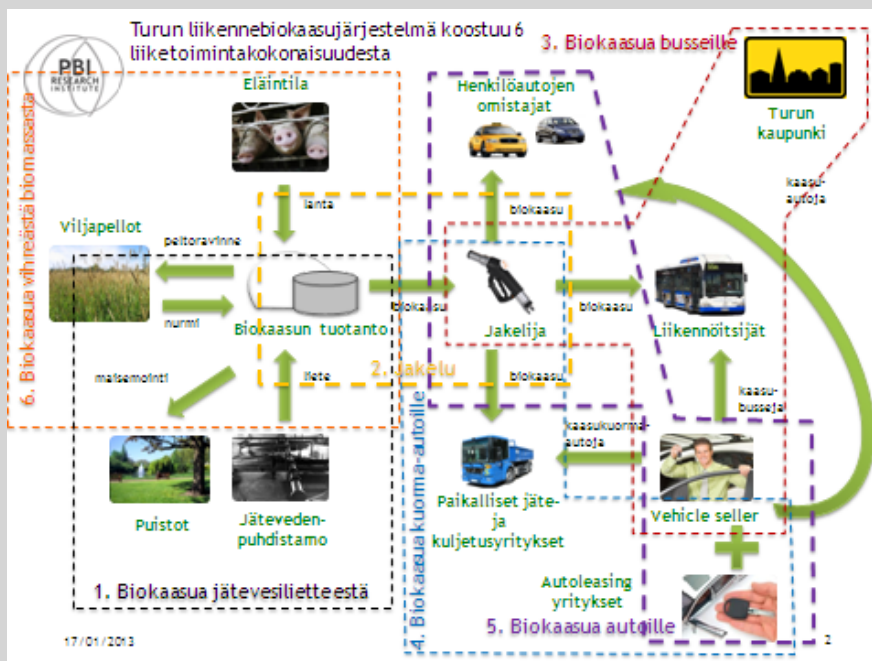 Turun liikennebiokaasujärjestelmä koostuu 6
liiketoimintakokonaisuudesta
PBI
RESEARCH
INSTITUTE
3. Biokaasua busseille
Eläintila
Henkilöautojen
omistajat
Turun
kaupunki
kaasu-
autoja
lanta
biokaasu
Viljapellot
peltoravinne
nurmi
Biokaasun tuotanto
biokaasu
Jakelija
biokaasu
Liikennöitsijät
6. Biokaasua vihreästä biomassasta
maisemointi
liete
2. Jakelu
biokaasu
kaasu-
busseja
kaasukuorma-
autoja
Puistot
Jäteveden-
puhdistamo
Paikalliset jäte-
ja
kuljetusyritykset
Vehicle seller
4. Biokaasua kuorma-autoille
1. Biokaasua jätevesilietteestä
Autoleasing
yritykset
5. Biokaasua autoille
17/01/2013
2